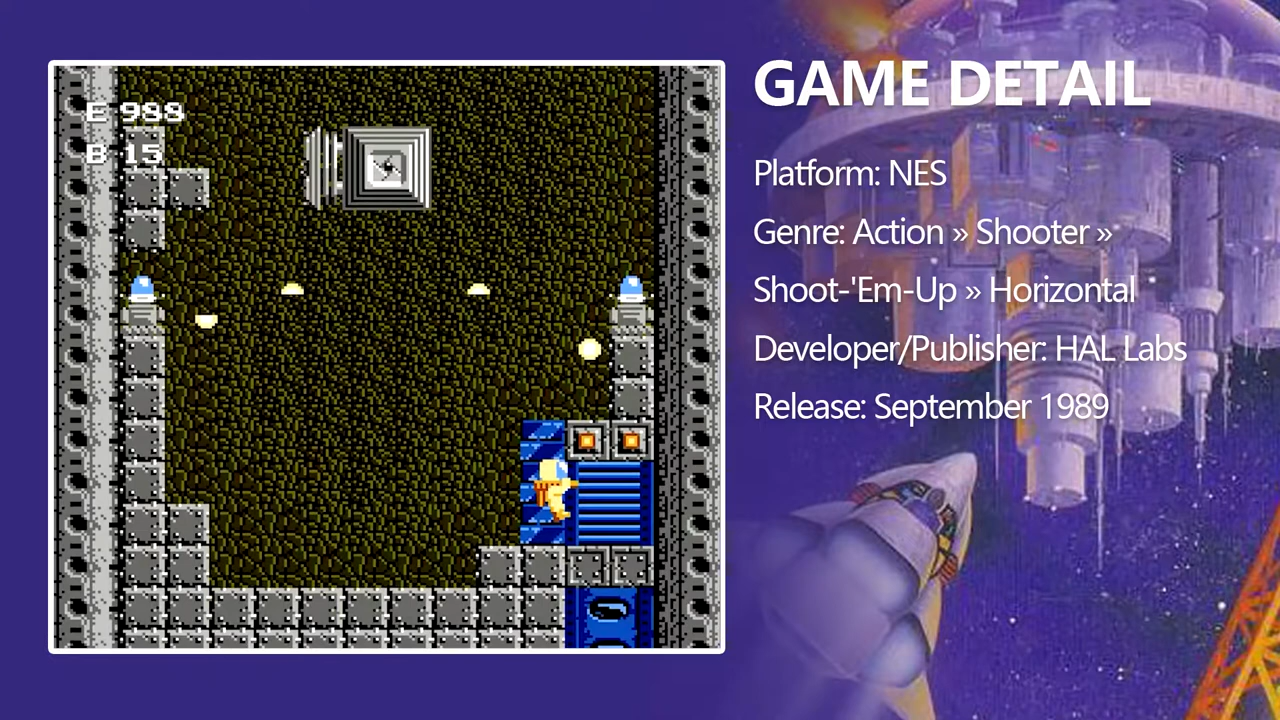 E 988
B 15
GAME DETAIL
Platform: NES
Genre: Action » Shooter »
Shoot-'Em-Up » Horizontal
Developer/Publisher: HAL Labs
Release: September 1989